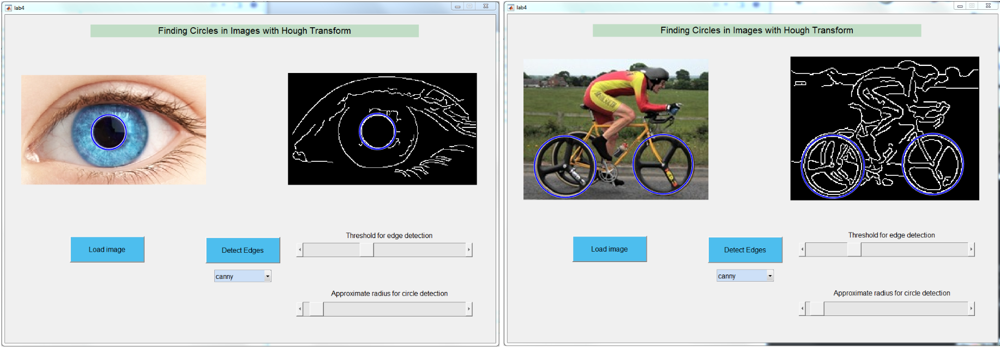 lab4
Finding Circles in Images with Hough Transform
Load image
Detect Edges
canny
Threshold for edge detection
Approximate radius for circle detection
lab4
Finding Circles in Images with Hough Transform
Load image
Detect Edges
canny
Threshold for edge detection
Approximate radius for circle detection